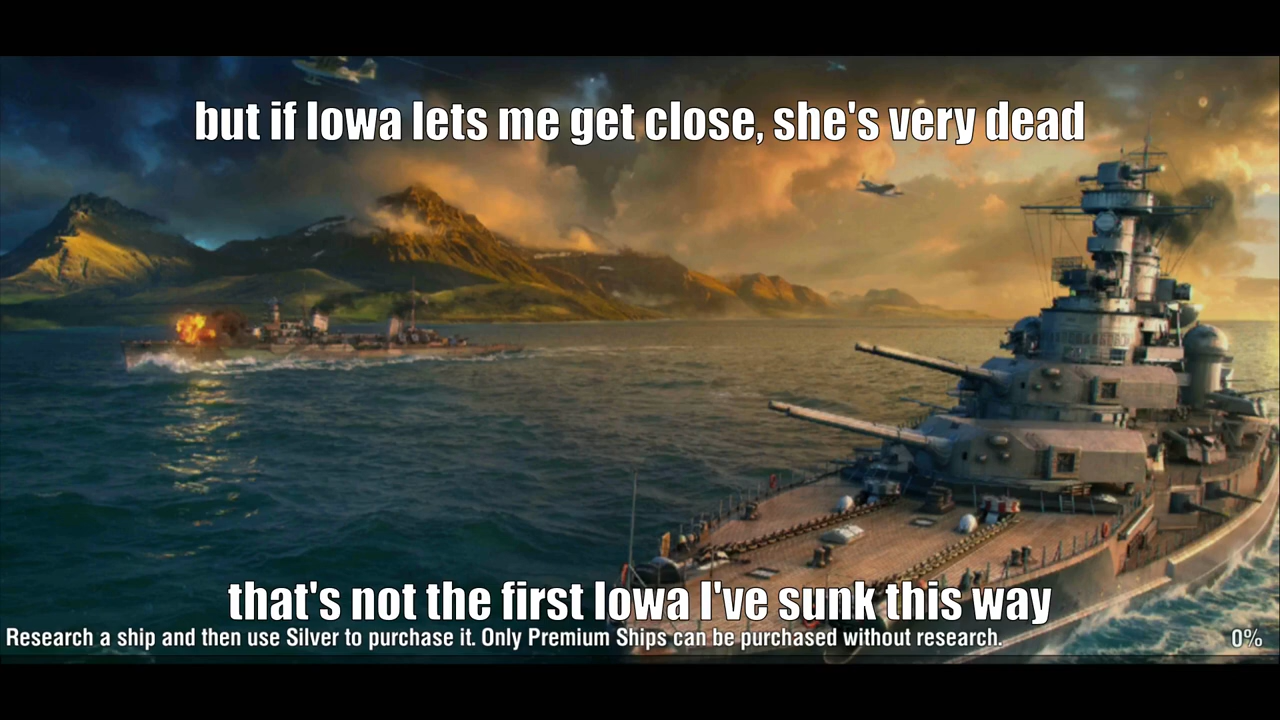 but if Iowa lets me get close, she's very dead
that's not the first Iowa I've sunk this way
Research a ship and then use Silver to purchase it. Only Premium Ships can be purchased without research.
0%